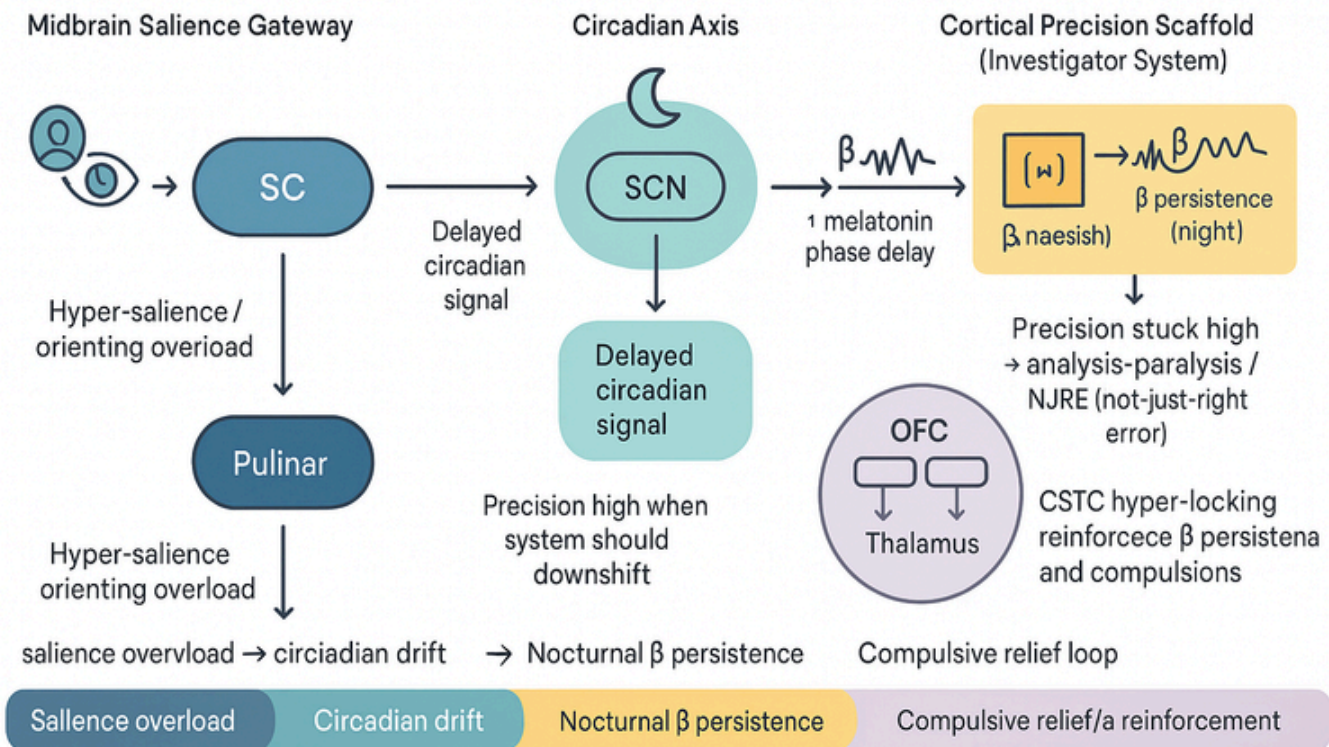 Midbrain Salience Gateway
Circadian Axis
Cortical Precision Scaffold
(Investigator System)
SC
Delayed
circadian
signal
SCN
β
1 melatonin
phase delay
(w)
β
β naesish)
β persistence
(night)
Hyper-salience /
orienting overioad
Pulinar
Hyper-salience
orienting overload
Delayed
circadian
signal
Precision high when
system should
downshift
Precision stuck high
→ analysis-paralysis /
NJRE (not-just-right
error)
OFC
Thalamus
CSTC hyper-locking
reinforcece β persistena
and compulsions
salience overvload → circiadian drift → Nocturnal β persistence
Compulsive relief loop
Sallence overload
Circadian drift
Nocturnal β persistence
Compulsive relief/a reinforcement